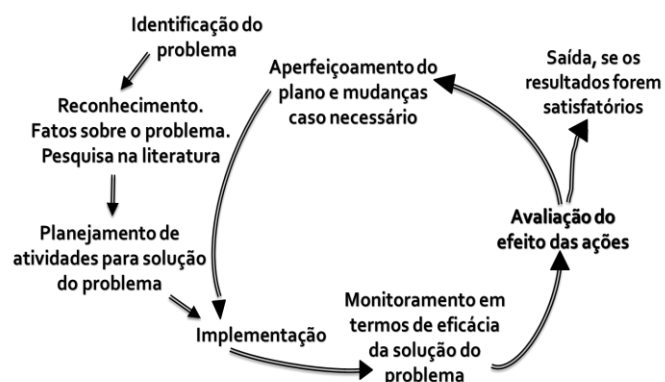 Identificação do
problema
Reconhecimento.
Fatos sobre o problema.
Pesquisa na literatura
Planejamento de
atividades para solução
do problema
Implementação
Monitoramento em
termos de eficácia
da solução do
problema
Avaliação do
efeito das ações
Aperfeiçoamento do
plano e mudanças
caso necessário
Saída, se os
resultados forem
satisfatórios